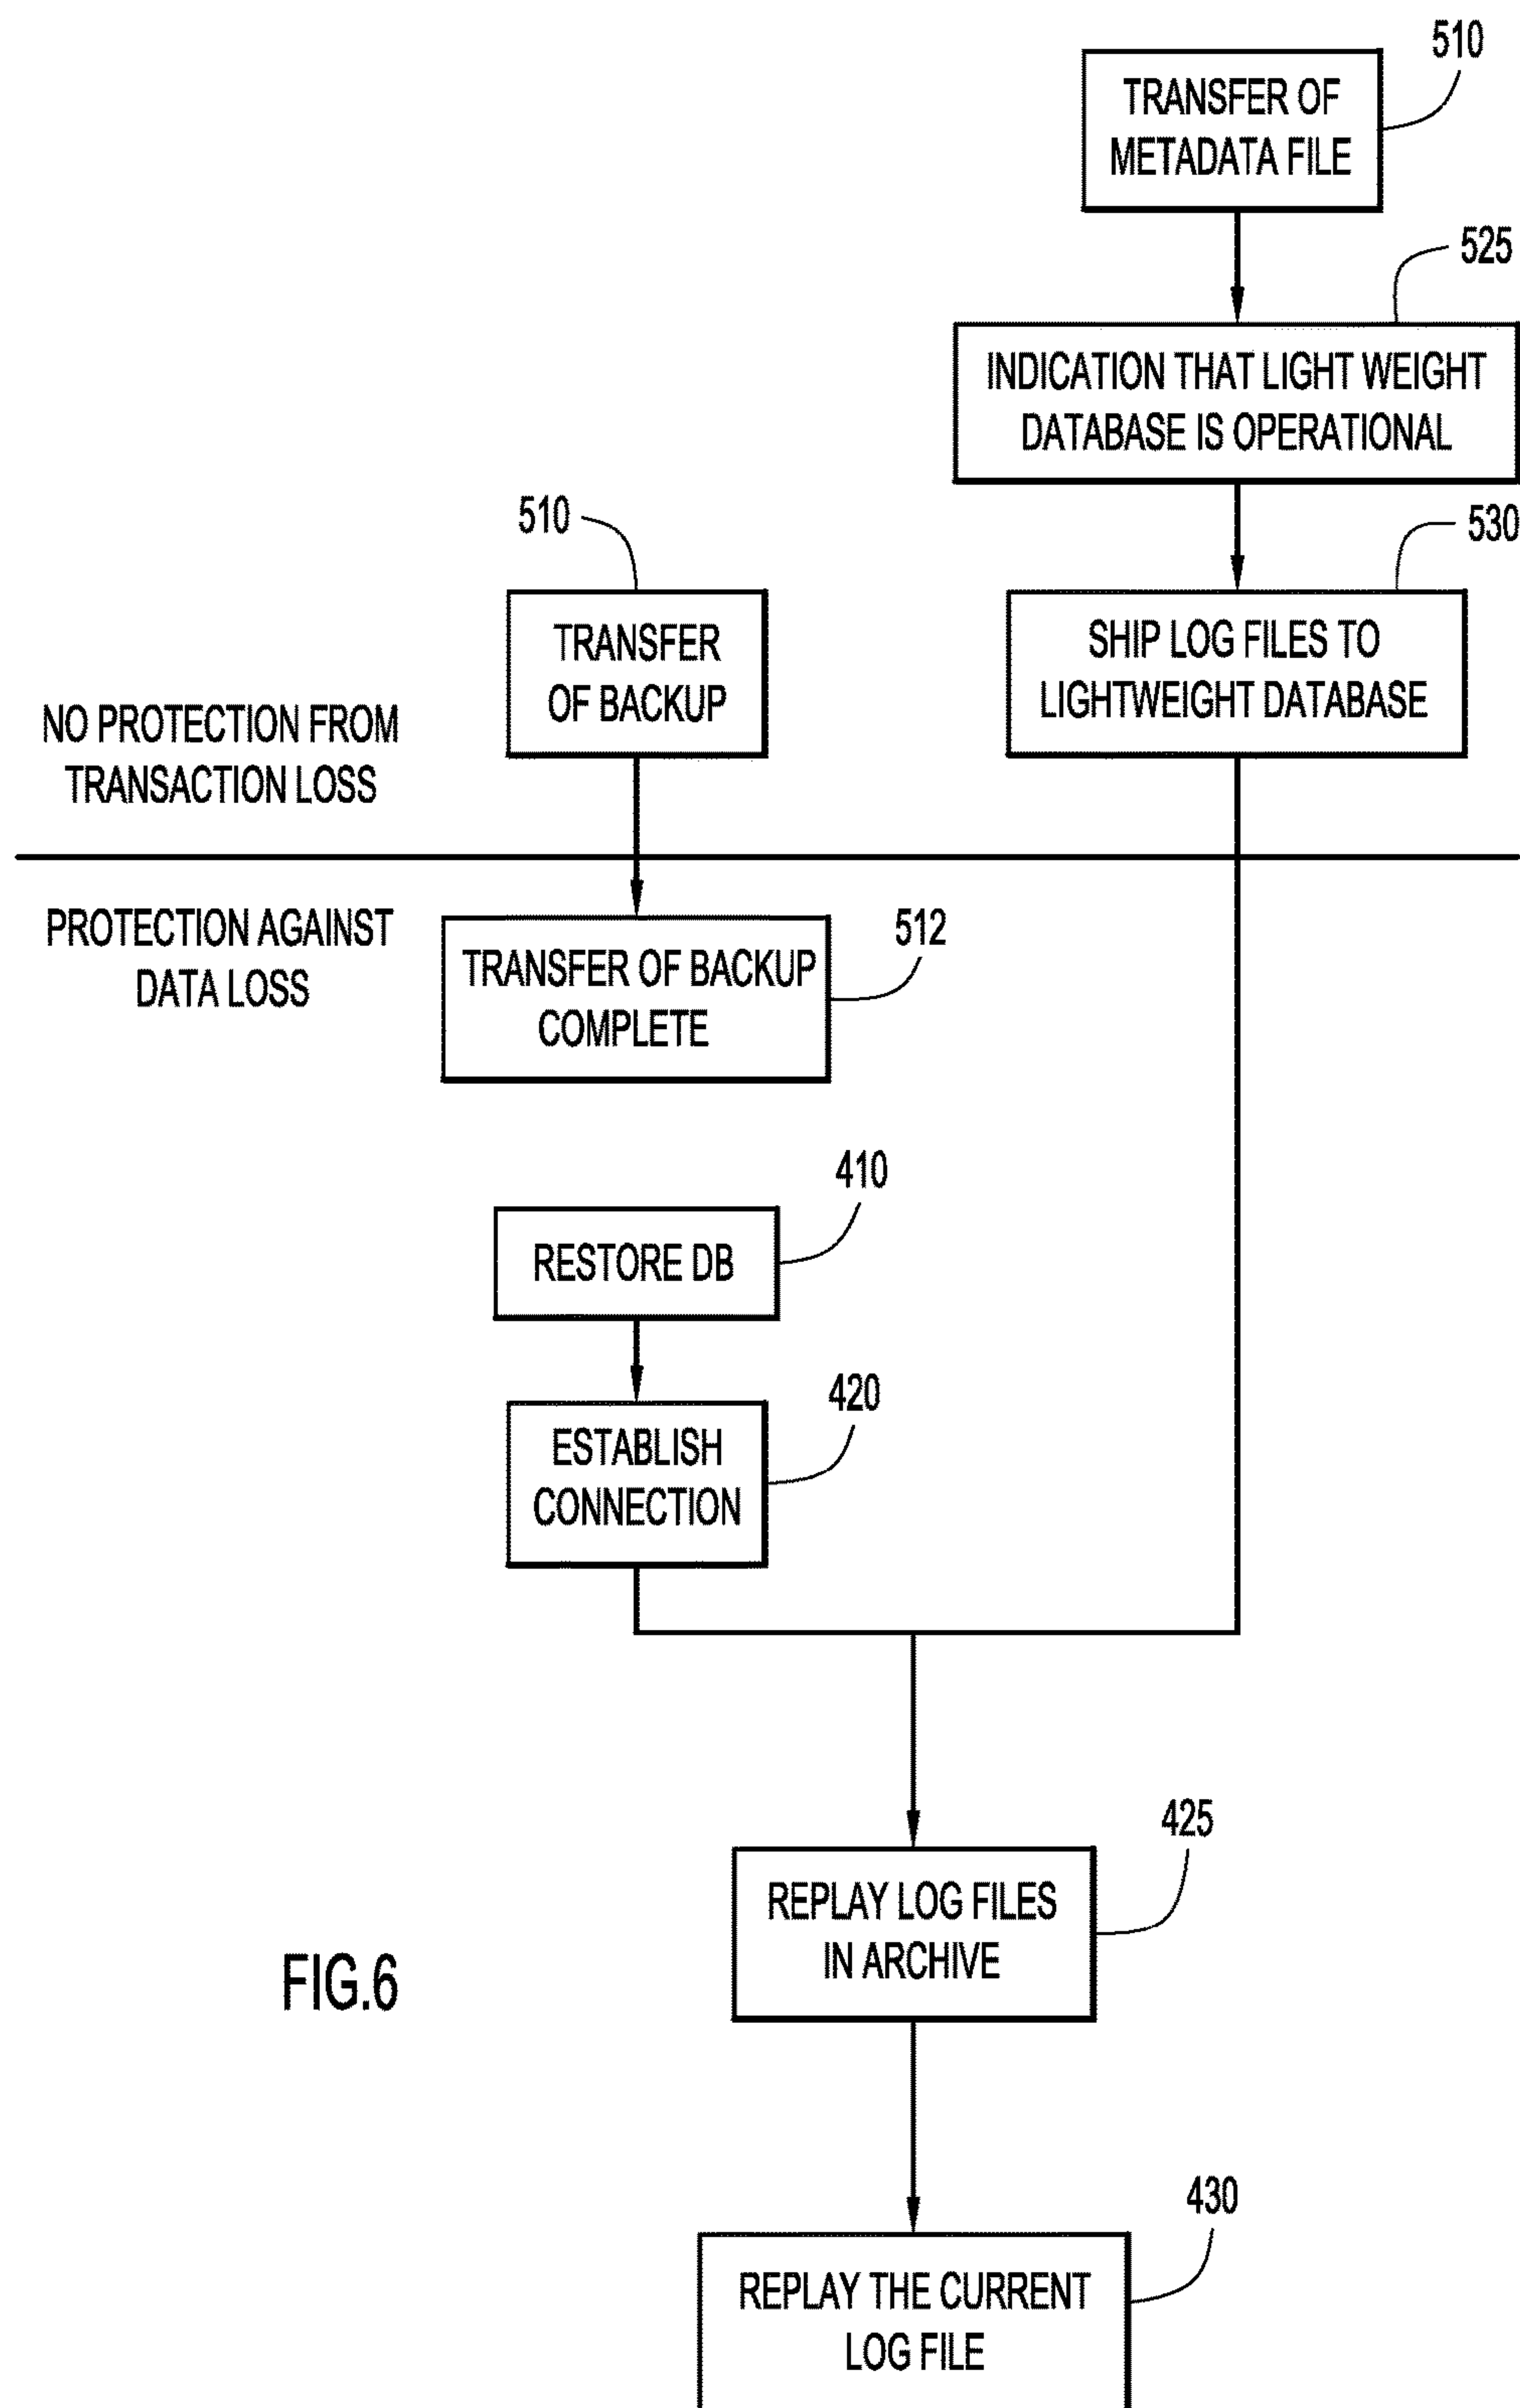 510
TRANSFER OF
METADATA FILE
525
INDICATION THAT LIGHT WEIGHT
DATABASE IS OPERATIONAL
510
530
TRANSFER
OF BACKUP
SHIP LOG FILES TO
LIGHTWEIGHT DATABASE
NO PROTECTION FROM
TRANSACTION LOSS
PROTECTION AGAINST
DATA LOSS
512
TRANSFER OF BACKUP
COMPLETE
410
RESTORE DB
420
ESTABLISH
CONNECTION
425
REPLAY LOG FILES
IN ARCHIVE
FIG.6
430
REPLAY THE CURRENT
LOG FILE